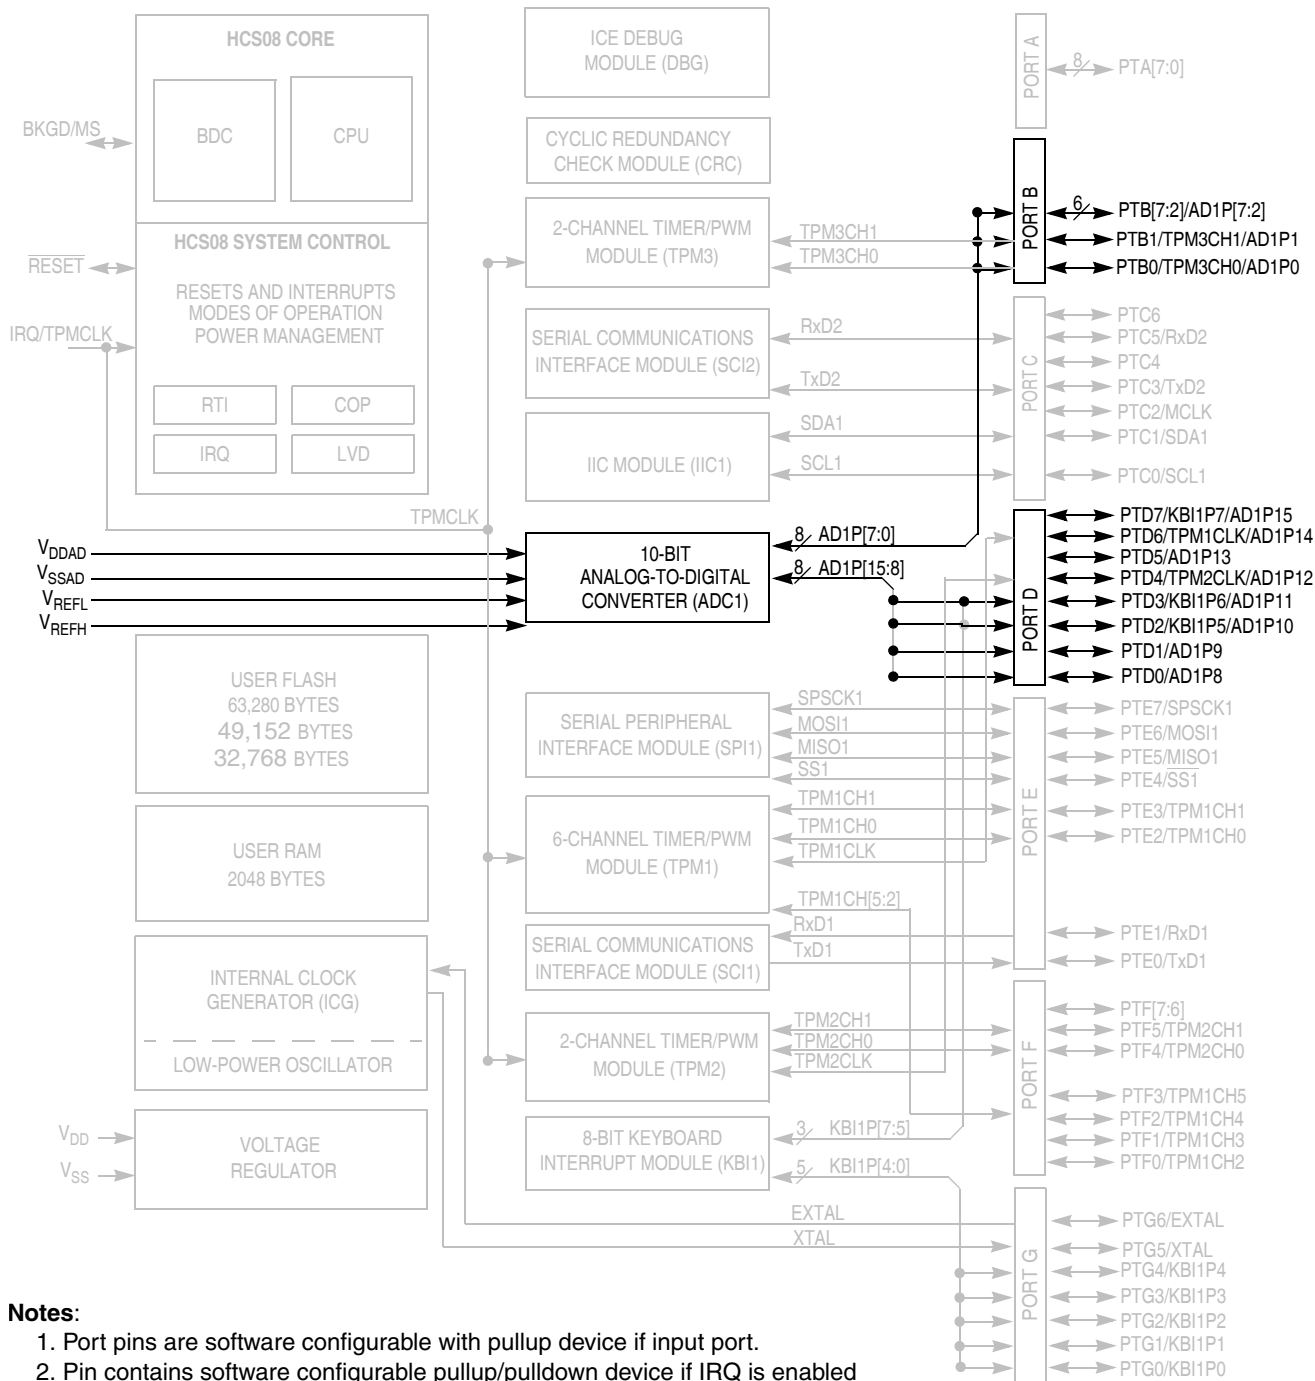 HCS08 CORE
BDC
CPU
BKGD/MS
HCS08 SYSTEM CONTROL
RESET
RESETS AND INTERRUPTS
MODES OF OPERATION
POWER MANAGEMENT
IRQ/TPMCLK
RTI
COP
IRQ
LVD
TPMCLK
VDDAD
VSSAD
VREFL
VREFH
USER FLASH
63,280 BYTES
49,152 BYTES
32,768 BYTES
USER RAM
2048 BYTES
INTERNAL CLOCK
GENERATOR (ICG)
LOW-POWER OSCILLATOR
VDD
VSS
VOLTAGE
REGULATOR
ICE DEBUG
MODULE (DBG)
CYCLIC REDUNDANCY
CHECK MODULE (CRC)
2-CHANNEL TIMER/PWM
MODULE (TPM3)
TPM3CH1
TPM3CH0
SERIAL COMMUNICATIONS
INTERFACE MODULE (SCI2)
RxD2
TxD2
IIC MODULE (IIC1)
SDA1
SCL1
10-BIT
ANALOG-TO-DIGITAL
CONVERTER (ADC1)
8 AD1P[7:0]
8 AD1P[15:8]
SERIAL PERIPHERAL
INTERFACE MODULE (SPI1)
SPSCK1
MOSI1
MISO1
SS1
6-CHANNEL TIMER/PWM
MODULE (TPM1)
TPM1CH1
TPM1CH0
TPM1CLK
TPM1CH[5:2]
SERIAL COMMUNICATIONS
INTERFACE MODULE (SCI1)
RxD1
TxD1
2-CHANNEL TIMER/PWM
MODULE (TPM2)
TPM2CH1
TPM2CH0
TPM2CLK
8-BIT KEYBOARD
INTERRUPT MODULE (KBI1)
3 KBI1P[7:5]
5 KBI1P[4:0]
EXTAL
XTAL
PORT A
8 PTA[7:0]
PORT B
6 PTB[7:2]/AD1P[7:2]
PTB1/TPM3CH1/AD1P1
PTB0/TPM3CH0/AD1P0
PORT C
PTC6
PTC5/RxD2
PTC4
PTC3/TxD2
PTC2/MCLK
PTC1/SDA1
PTC0/SCL1
PORT D
PTD7/KBI1P7/AD1P15
PTD6/TPM1CLK/AD1P14
PTD5/AD1P13
PTD4/TPM2CLK/AD1P12
PTD3/KBI1P6/AD1P11
PTD2/KBI1P5/AD1P10
PTD1/AD1P9
PTD0/AD1P8
PORT E
PTE7/SPSCK1
PTE6/MOSI1
PTE5/MISO1
PTE4/SS1
PTE3/TPM1CH1
PTE2/TPM1CH0
PTE1/RxD1
PTE0/TxD1
PORT F
PTF[7:6]
PTF5/TPM2CH1
PTF4/TPM2CH0
PTF3/TPM1CH5
PTF2/TPM1CH4
PTF1/TPM1CH3
PTF0/TPM1CH2
PORT G
PTG6/EXTAL
PTG5/XTAL
PTG4/KBI1P4
PTG3/KBI1P3
PTG2/KBI1P2
PTG1/KBI1P1
PTG0/KBI1P0
Notes:
1. Port pins are software configurable with pullup device if input port.
2. Pin contains software configurable pullup/pulldown device if IRQ is enabled